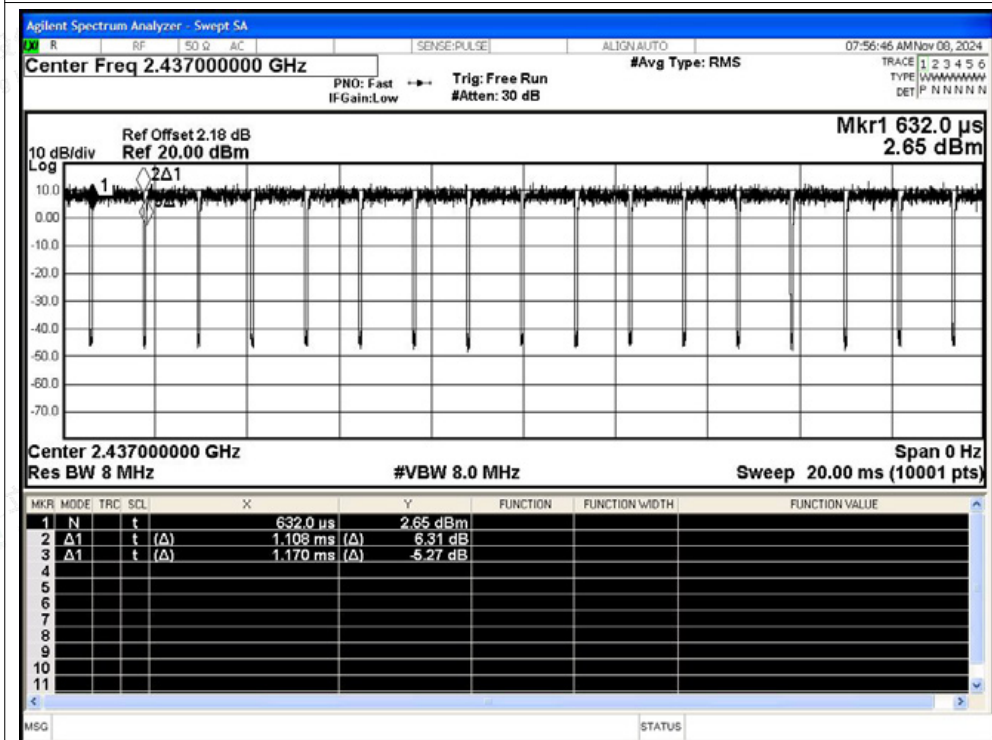 Agilent Spectrum Analyzer - Swept SA
R RF 50 Ω AC SENSE:PULSE ALIGN AUTO 07:56:46 AM Nov 08, 2024
Center Freq 2.437000000 GHz #Avg Type: RMS TRACE 1 2 3 4 5 6
PNO: Fast Trig: Free Run TYPE WWWWWW
IFGain:Low #Atten: 30 dB DET P N N N N N
Mkr1 632.0 µs
Ref Offset 2.18 dB
10 dB/div Ref 20.00 dBm 2.65 dBm
Log
2Δ1
10.0 1
0.00
-10.0
-20.0
-30.0
-40.0
-50.0
-60.0
-70.0
Center 2.437000000 GHz Span 0 Hz
Res BW 8 MHz #VBW 8.0 MHz Sweep 20.00 ms (10001 pts)
MKR MODE TRC SCL X Y FUNCTION FUNCTION WIDTH FUNCTION VALUE
1 N t 632.0 µs 2.65 dBm
2 Δ1 t (Δ) 1.108 ms (Δ) 6.31 dB
3 Δ1 t (Δ) 1.170 ms (Δ) -5.27 dB
4
5
6
7
8
9
10
11
MSG STATUS